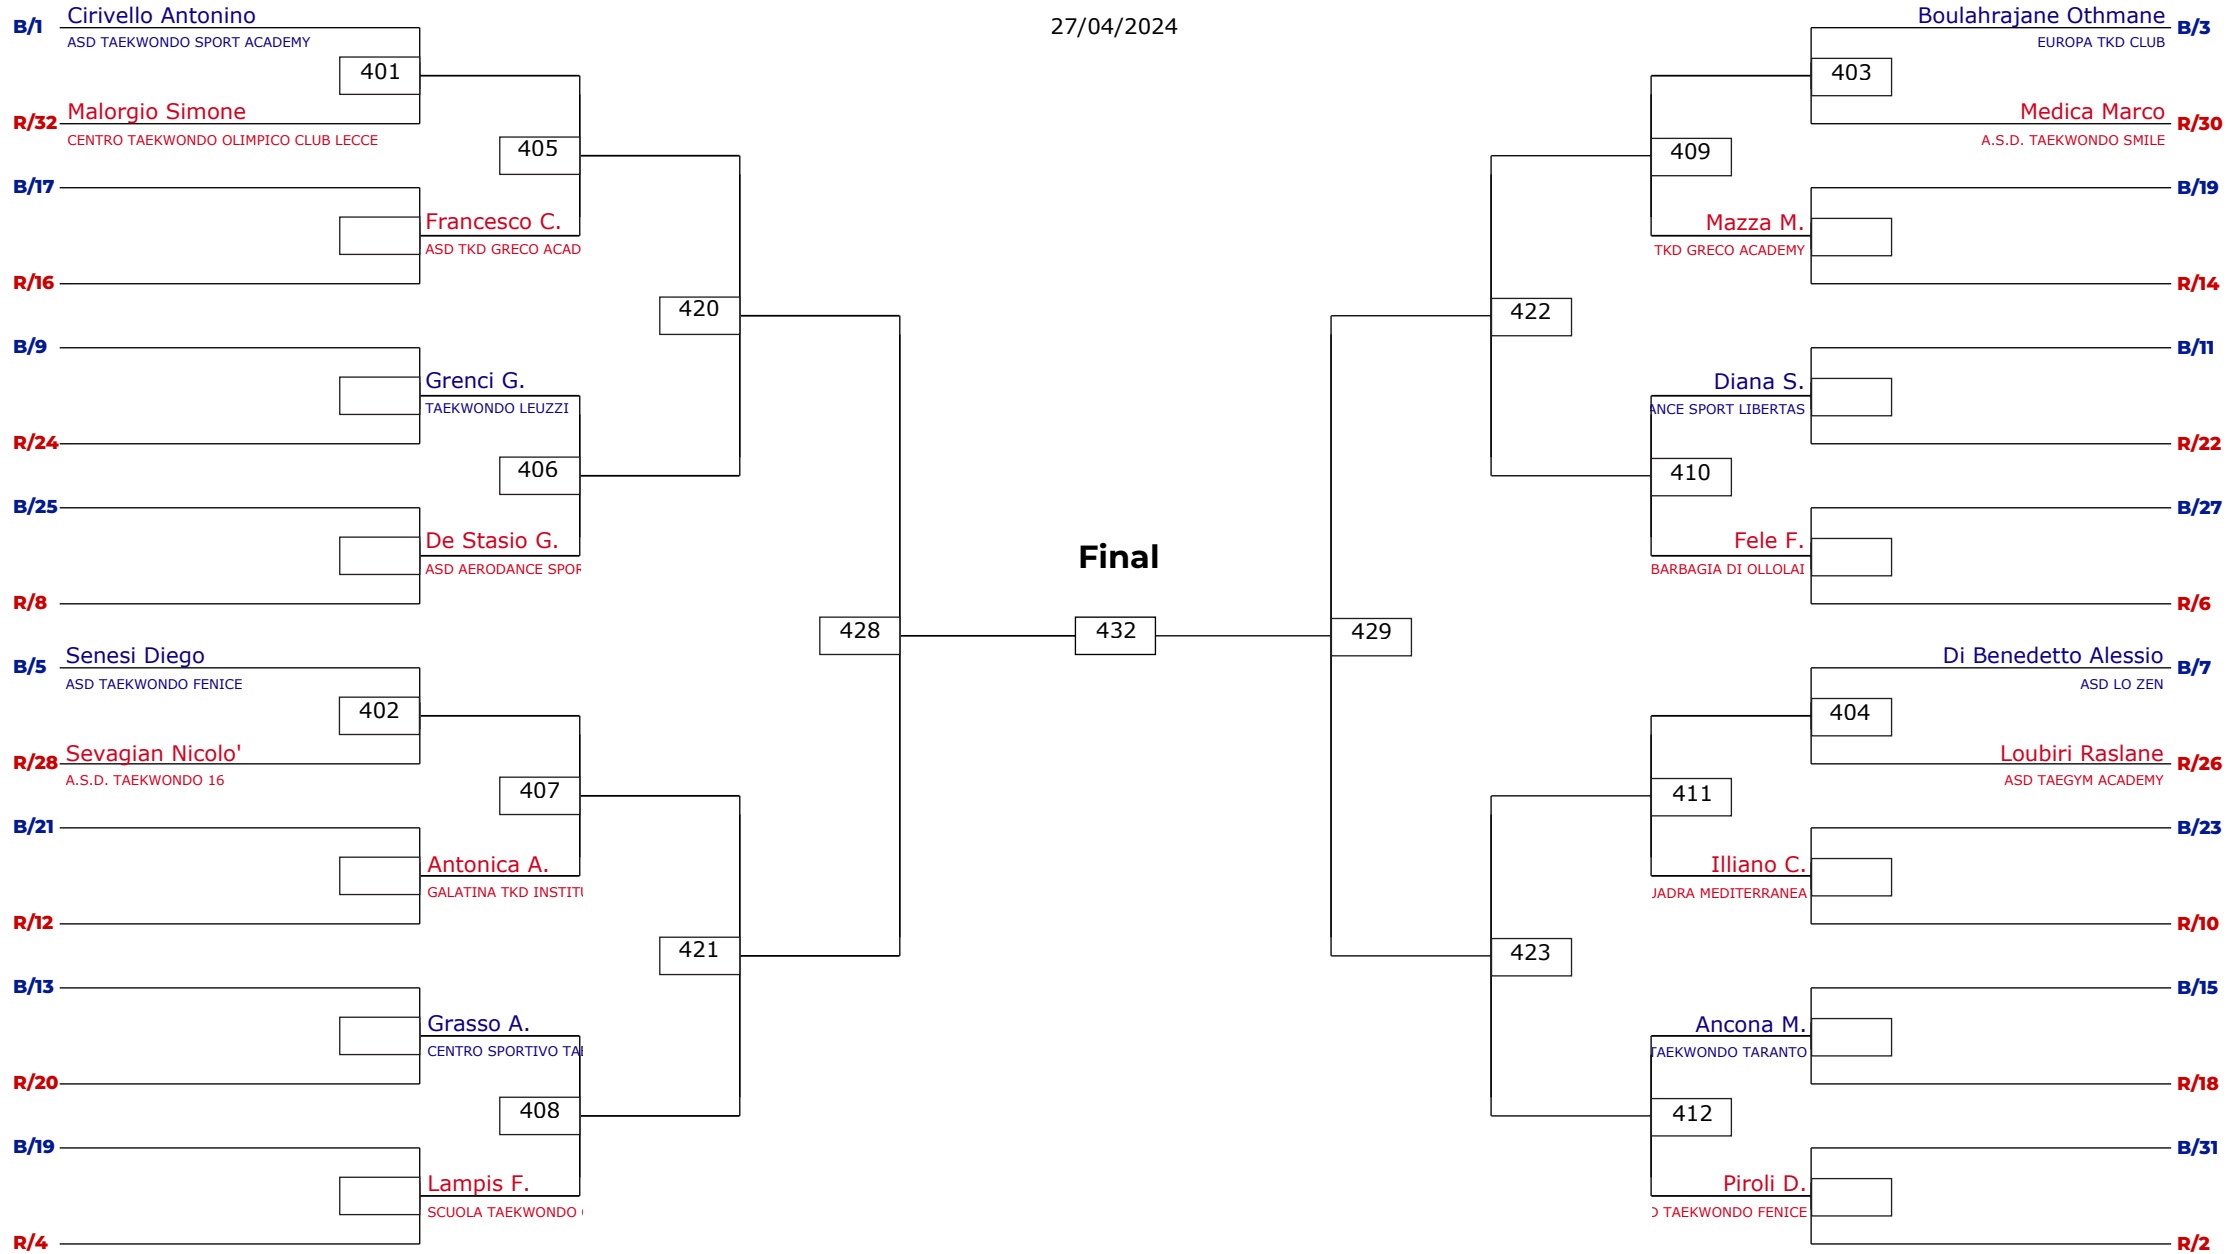 27/04/2024
B/1 Cirivello Antonino
ASD TAEKWONDO SPORT ACADEMY
401
R/32 Malorgio Simone
CENTRO TAEKWONDO OLIMPICO CLUB LECCE
405
B/17
Francesco C.
ASD TKD GRECO ACAD
R/16
420
B/9
Grenci G.
TAEKWONDO LEUZZI
R/24
406
B/25
De Stasio G.
ASD AERODANCE SPOR
R/8
428
B/5 Senesi Diego
ASD TAEKWONDO FENICE
402
R/28 Sevagian Nicolo'
A.S.D. TAEKWONDO 16
407
B/21
Antonica A.
GALATINA TKD INSTITU
R/12
421
B/13
Grasso A.
CENTRO SPORTIVO TAE
R/20
408
B/19
Lampis F.
SCUOLA TAEKWONDO
R/4
Final
432
Boulahrajane Othmane B/3
EUROPA TKD CLUB
403
Medica Marco R/30
A.S.D. TAEKWONDO SMILE
409
B/19
Mazza M.
TKD GRECO ACADEMY
R/14
422
B/11
Diana S.
ANCE SPORT LIBERTAS
R/22
410
B/27
Fele F.
BARBAGIA DI OLLOLAI
R/6
429
Di Benedetto Alessio B/7
ASD LO ZEN
404
Loubiri Raslane R/26
ASD TAEGYM ACADEMY
411
B/23
Illiano C.
UADRA MEDITERRANEA
R/10
423
B/15
Ancona M.
TAEKWONDO TARANTO
R/18
412
B/31
Piroli D.
D TAEKWONDO FENICE
R/2